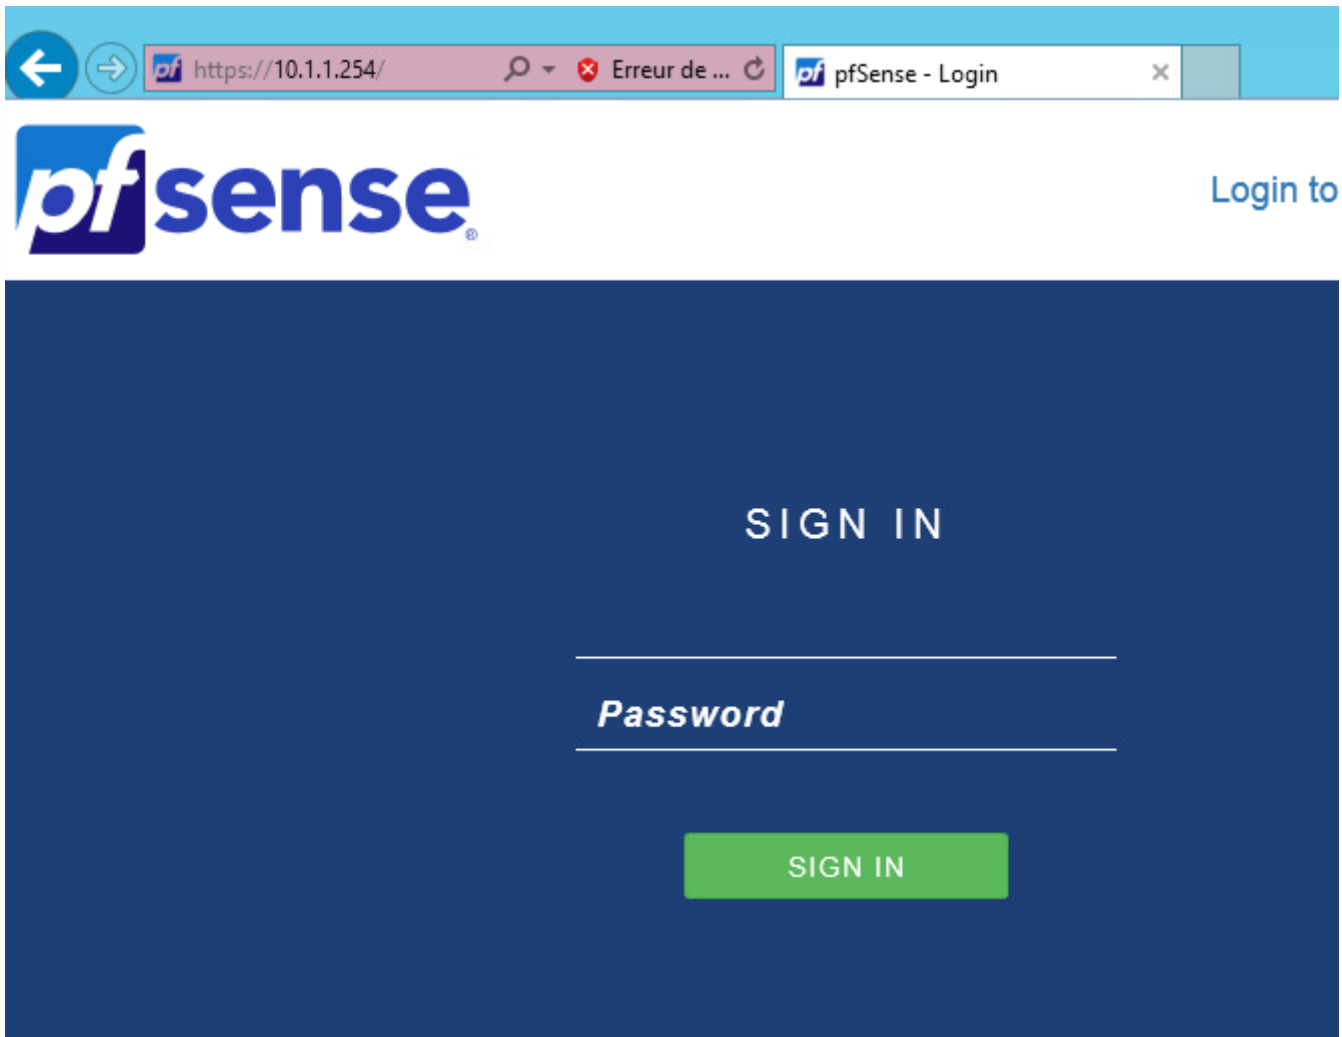 https://10.1.1.254/ Erreur de ... pfSense - Login
pfsense®
Login to
SIGN IN
Password
SIGN IN